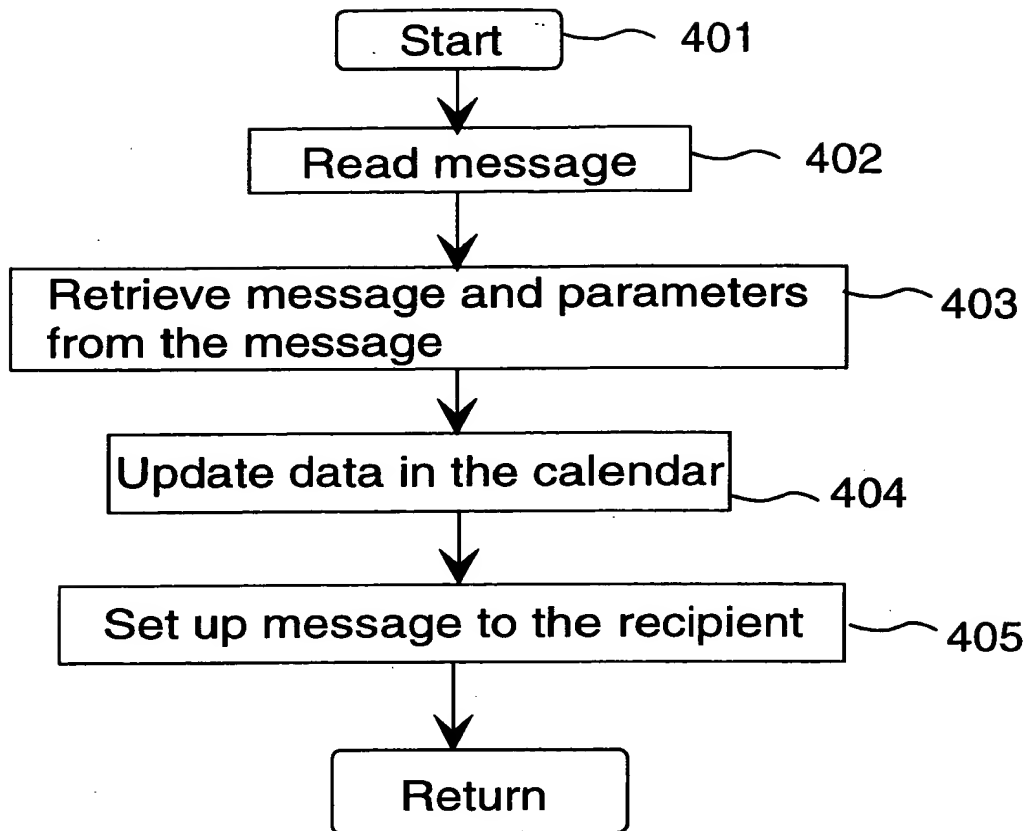 Start 401
Read message 402
Retrieve message and parameters 403
from the message
Update data in the calendar 404
Set up message to the recipient 405
Return